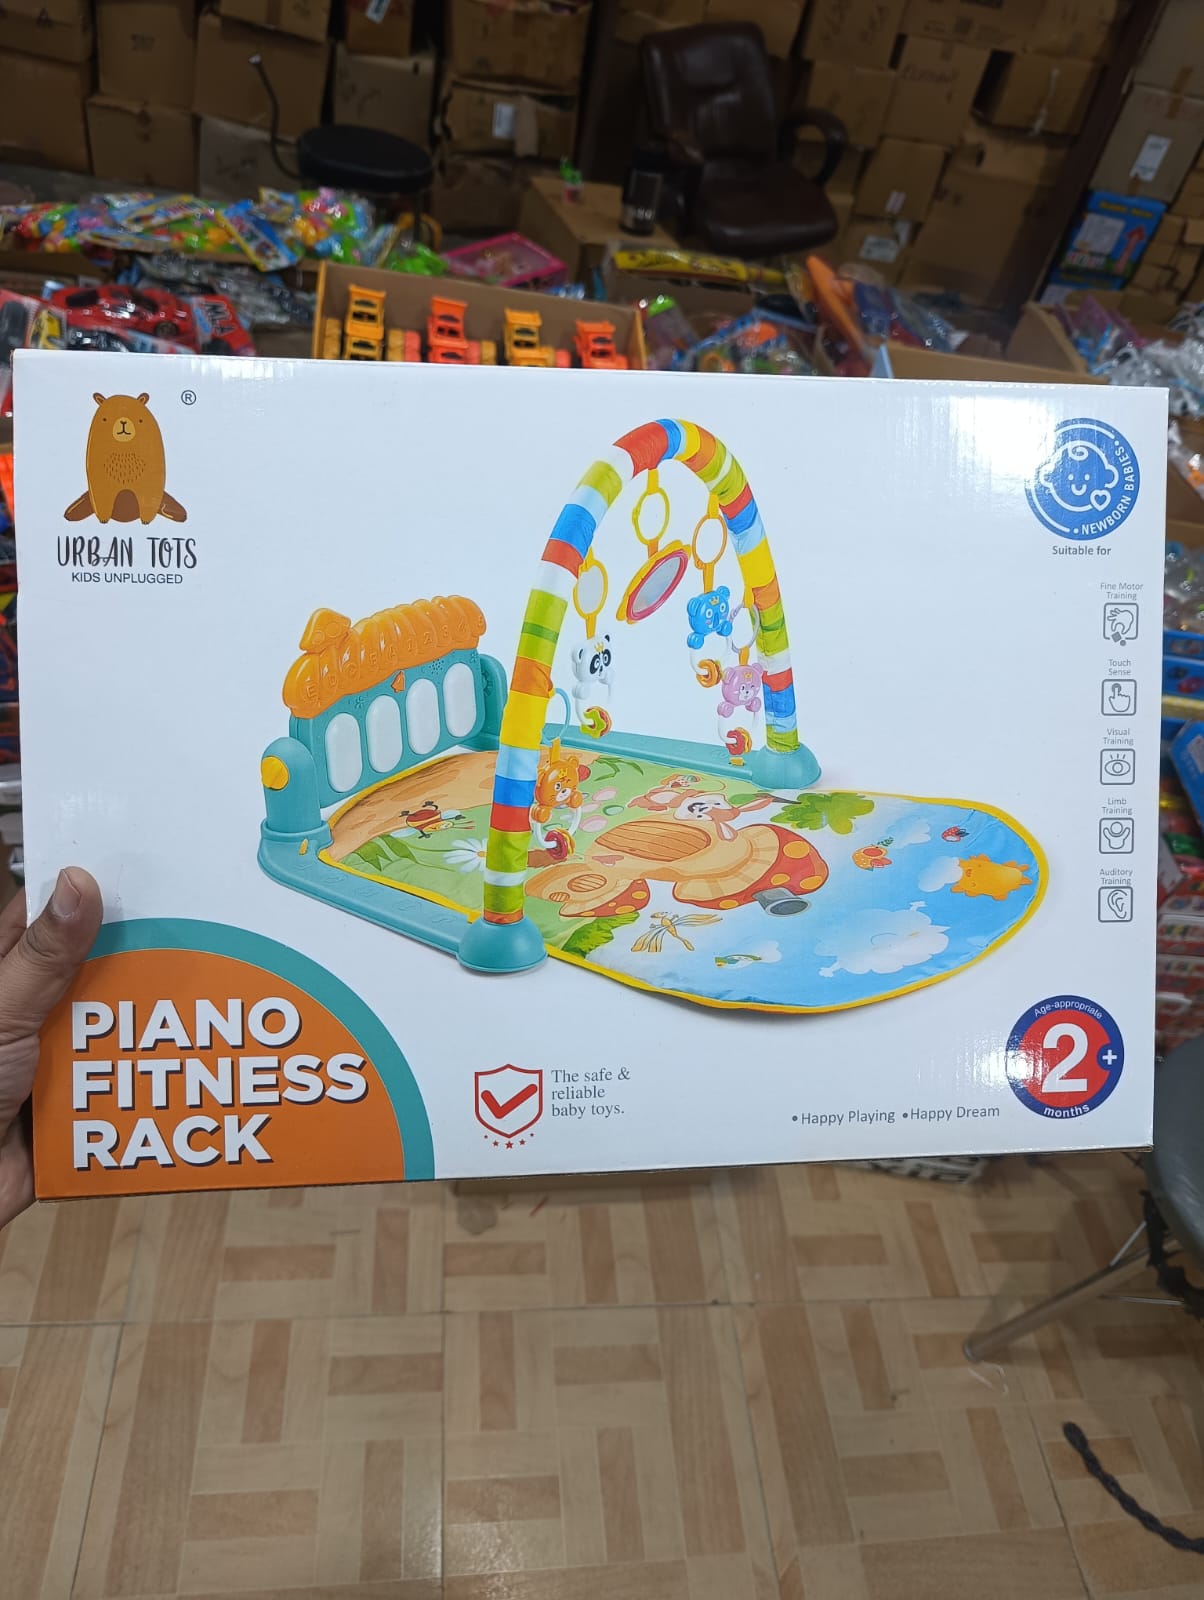 ®
URBAN TOTS
KIDS UNPLUGGED
NEWBORN BABIES
Suitable for
Fine Motor
Training
Touch
Sense
Visual
Training
Limb
Training
Auditory
Training
PIANO
FITNESS
RACK
The safe &
reliable
baby toys.
• Happy Playing • Happy Dream
Age-appropriate
2+
months